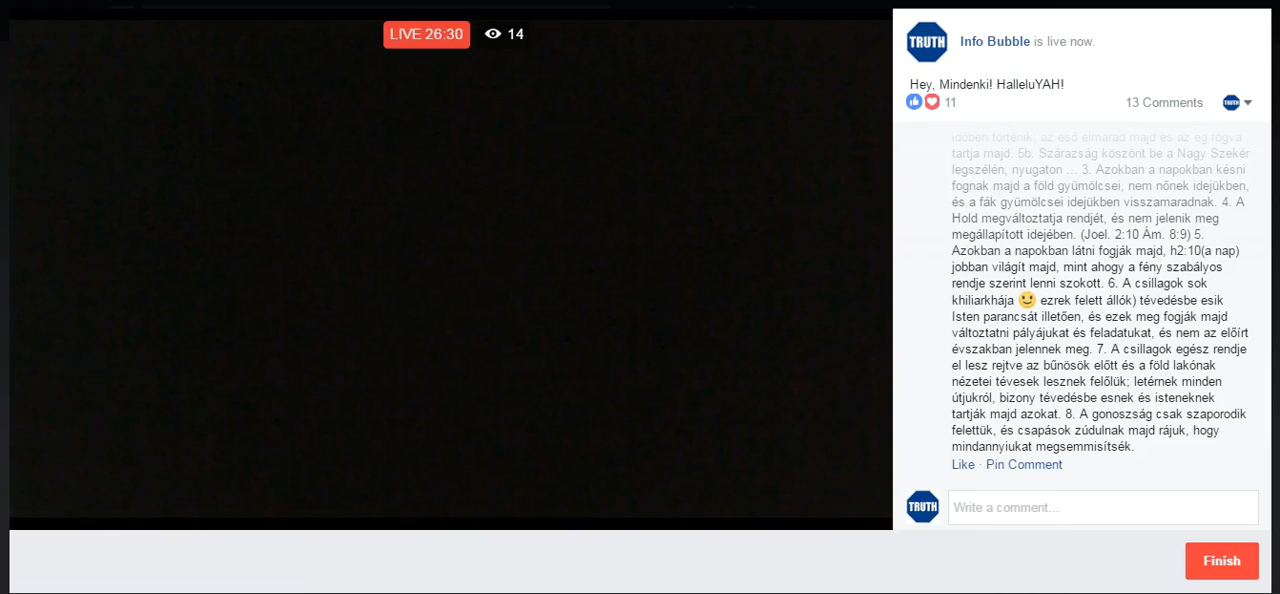 LIVE 26:30
14
TRUTH
Info Bubble is live now.
Hey, Mindenki! HalleluYAH!
11
13 Comments
TRUTH
időben történik, az eső elmarad majd és az ég fogva
tartja majd. 5b. Szárazság köszönt be a Nagy Szekér
legszélén, nyugaton ... 3. Azokban a napokban késni
fognak majd a föld gyümölcsei, nem nőnek idejükben,
és a fák gyümölcsei idejükben visszamaradnak. 4. A
Hold megváltoztatja rendjét, és nem jelenik meg
megállapított idejében. (Joel. 2:10 Ám. 8:9) 5.
Azokban a napokban látni fogják majd, h2:10(a nap)
jobban világít majd, mint ahogy a fény szabályos
rendje szerint lenni szokott. 6. A csillagok sok
khiliarkhája 🙂 ezrek felett állók) tévedésbe esik
Isten parancsát illetően, és ezek meg fogják majd
változtatni pályájukat és feladatukat, és nem az előírt
évszakban jelennek meg. 7. A csillagok egész rendje
el lesz rejtve az bűnösök előtt és a föld lakónak
nézetei tévesek lesznek felőlük; letérnek minden
útjukról, bizony tévedésbe esnek és isteneknek
tartják majd azokat. 8. A gonoszság csak szaporodik
felettük, és csapások zúdulnak majd rájuk, hogy
mindannyiukat megsemmisítsék.
Like · Pin Comment
TRUTH
Write a comment...
Finish